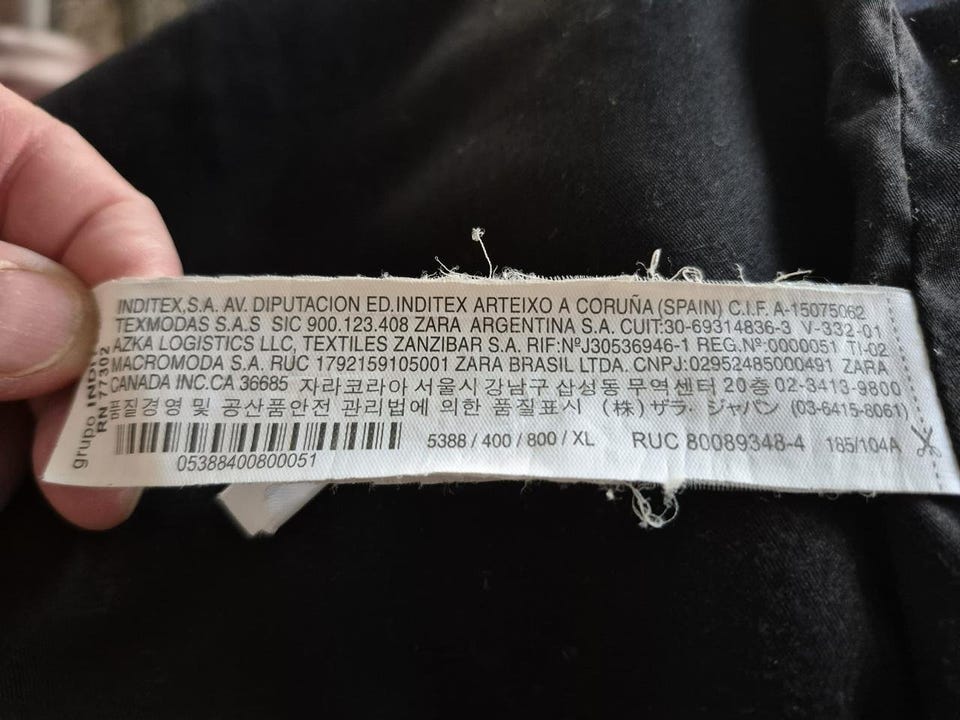 INDITEX,S.A. AV. DIPUTACION ED.INDITEX ARTEIXO A CORUÑA (SPAIN) C.I.F. A-15075062
TEXMODAS S.A.S SIC 900.123.408 ZARA ARGENTINA S.A. CUIT:30-69314836-3 V-332-01
AZKA LOGISTICS LLC, TEXTILES ZANZIBAR S.A. RIF:NºJ30536946-1 REG.Nº-0000051 TI-02
MACROMODA S.A. RUC 1792159105001 ZARA BRASIL LTDA. CNPJ:02952485000491 ZARA
CANADA INC.CA 36685 자라코리아 서울시 강남구 삼성동 무역센터 20층 02-3413-9800
품질경영 및 공산품안전 관리법에 의한 품질표시 (株) ザラ・ジャパン (03-6415-8061)
05388400800051
5388 / 400 / 800 / XL RUC 80089348-4 185/104A
grupo INDI
RN 77302